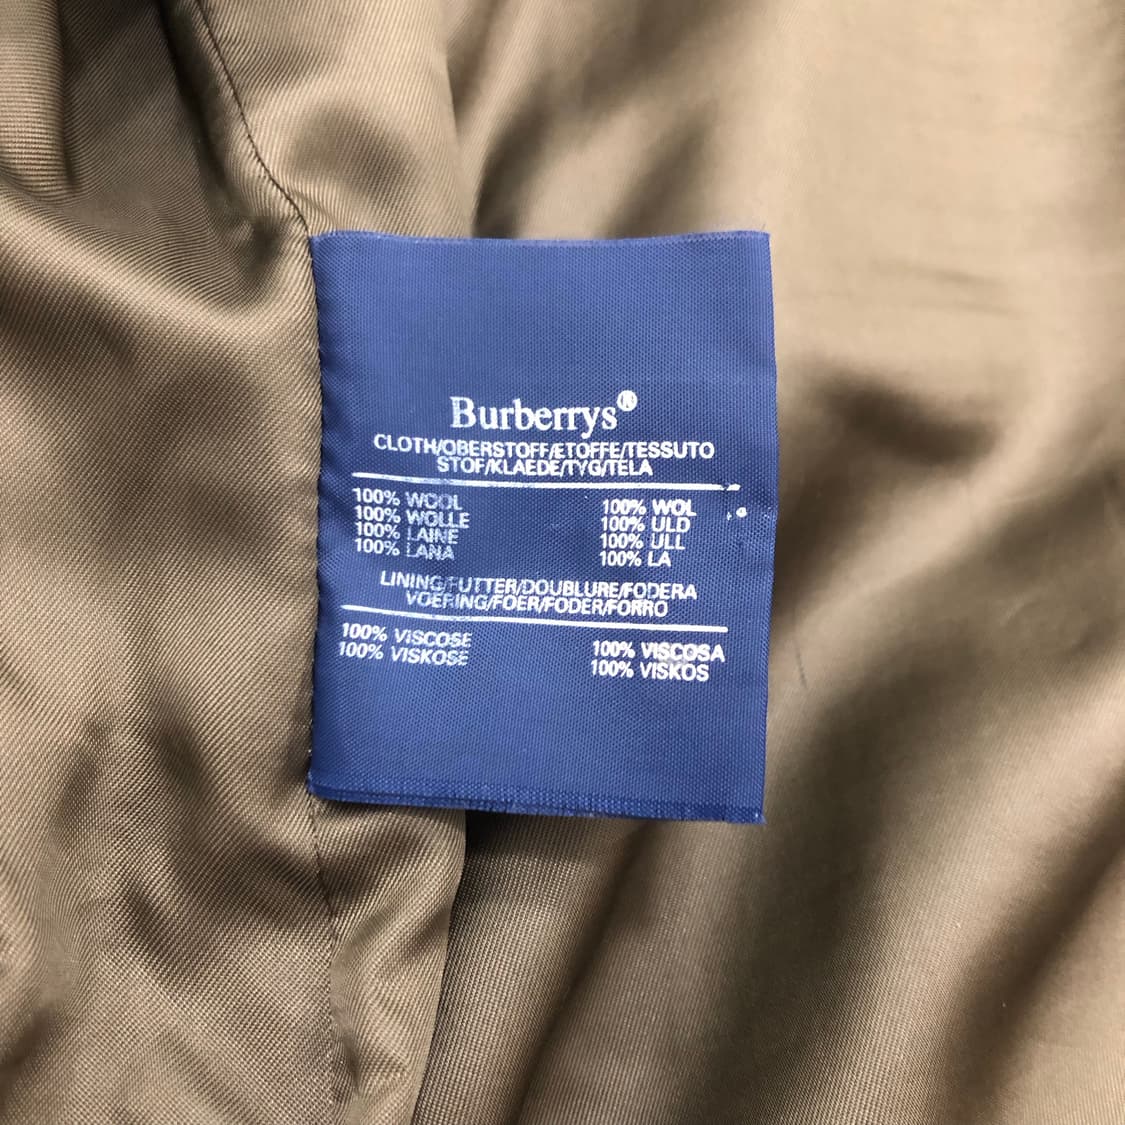 Burberrys®
CLOTH/OBERSTOFF/ETOFFE/TESSUTO
STOF/KLAEDE/TYG/TELA
100% WOOL 100% WOL
100% WOLLE 100% ULD
100% LAINE 100% ULL
100% LANA 100% LA
LINING/FUTTER/DOUBLURE/FODERA
VOERING/FOER/FODER/FORRO
100% VISCOSE 100% VISCOSA
100% VISKOSE 100% VISKOS